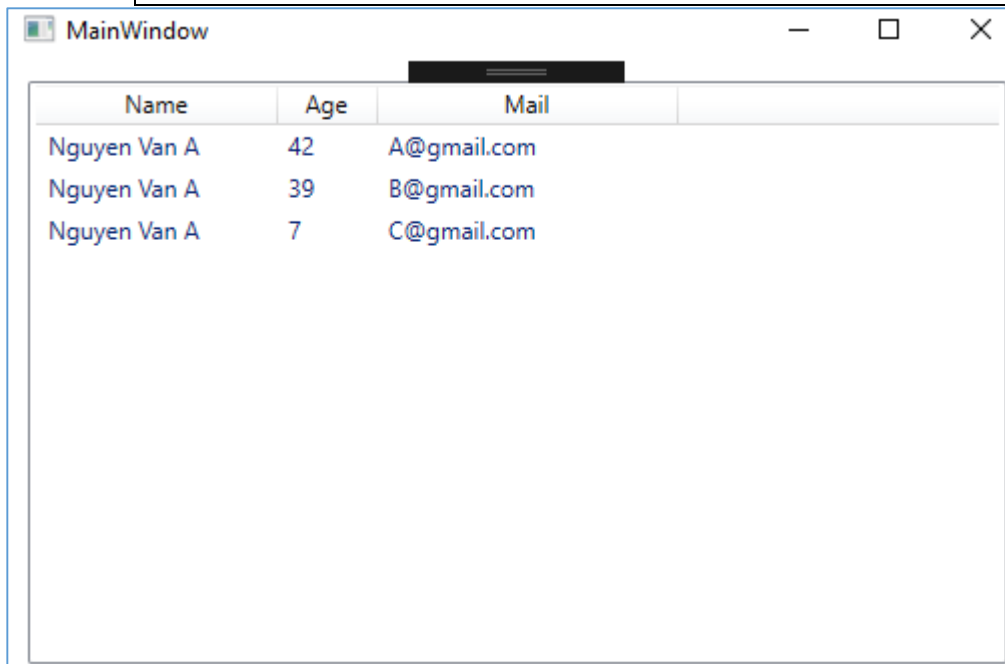 MainWindow
Name Age Mail
Nguyen Van A 42 A@gmail.com
Nguyen Van A 39 B@gmail.com
Nguyen Van A 7 C@gmail.com